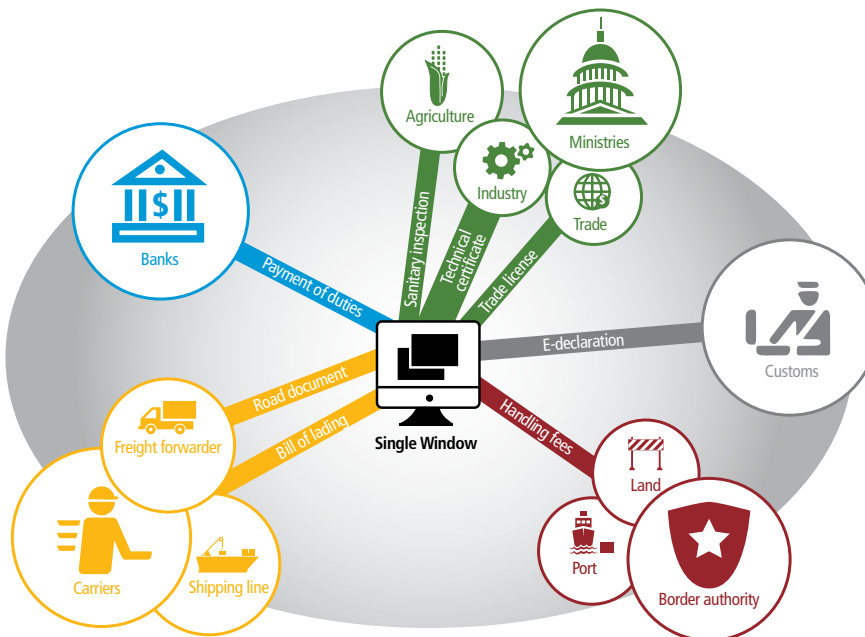 Agriculture
Ministries
Industry
Trade
$
Banks
Sanitary inspection
Technical
certificate
Trade license
Payment of duties
E-declaration
Customs
Road document
Bill of lading
Single Window
Handling fees
Freight forwarder
Carriers
Shipping line
Land
Port
Border authority